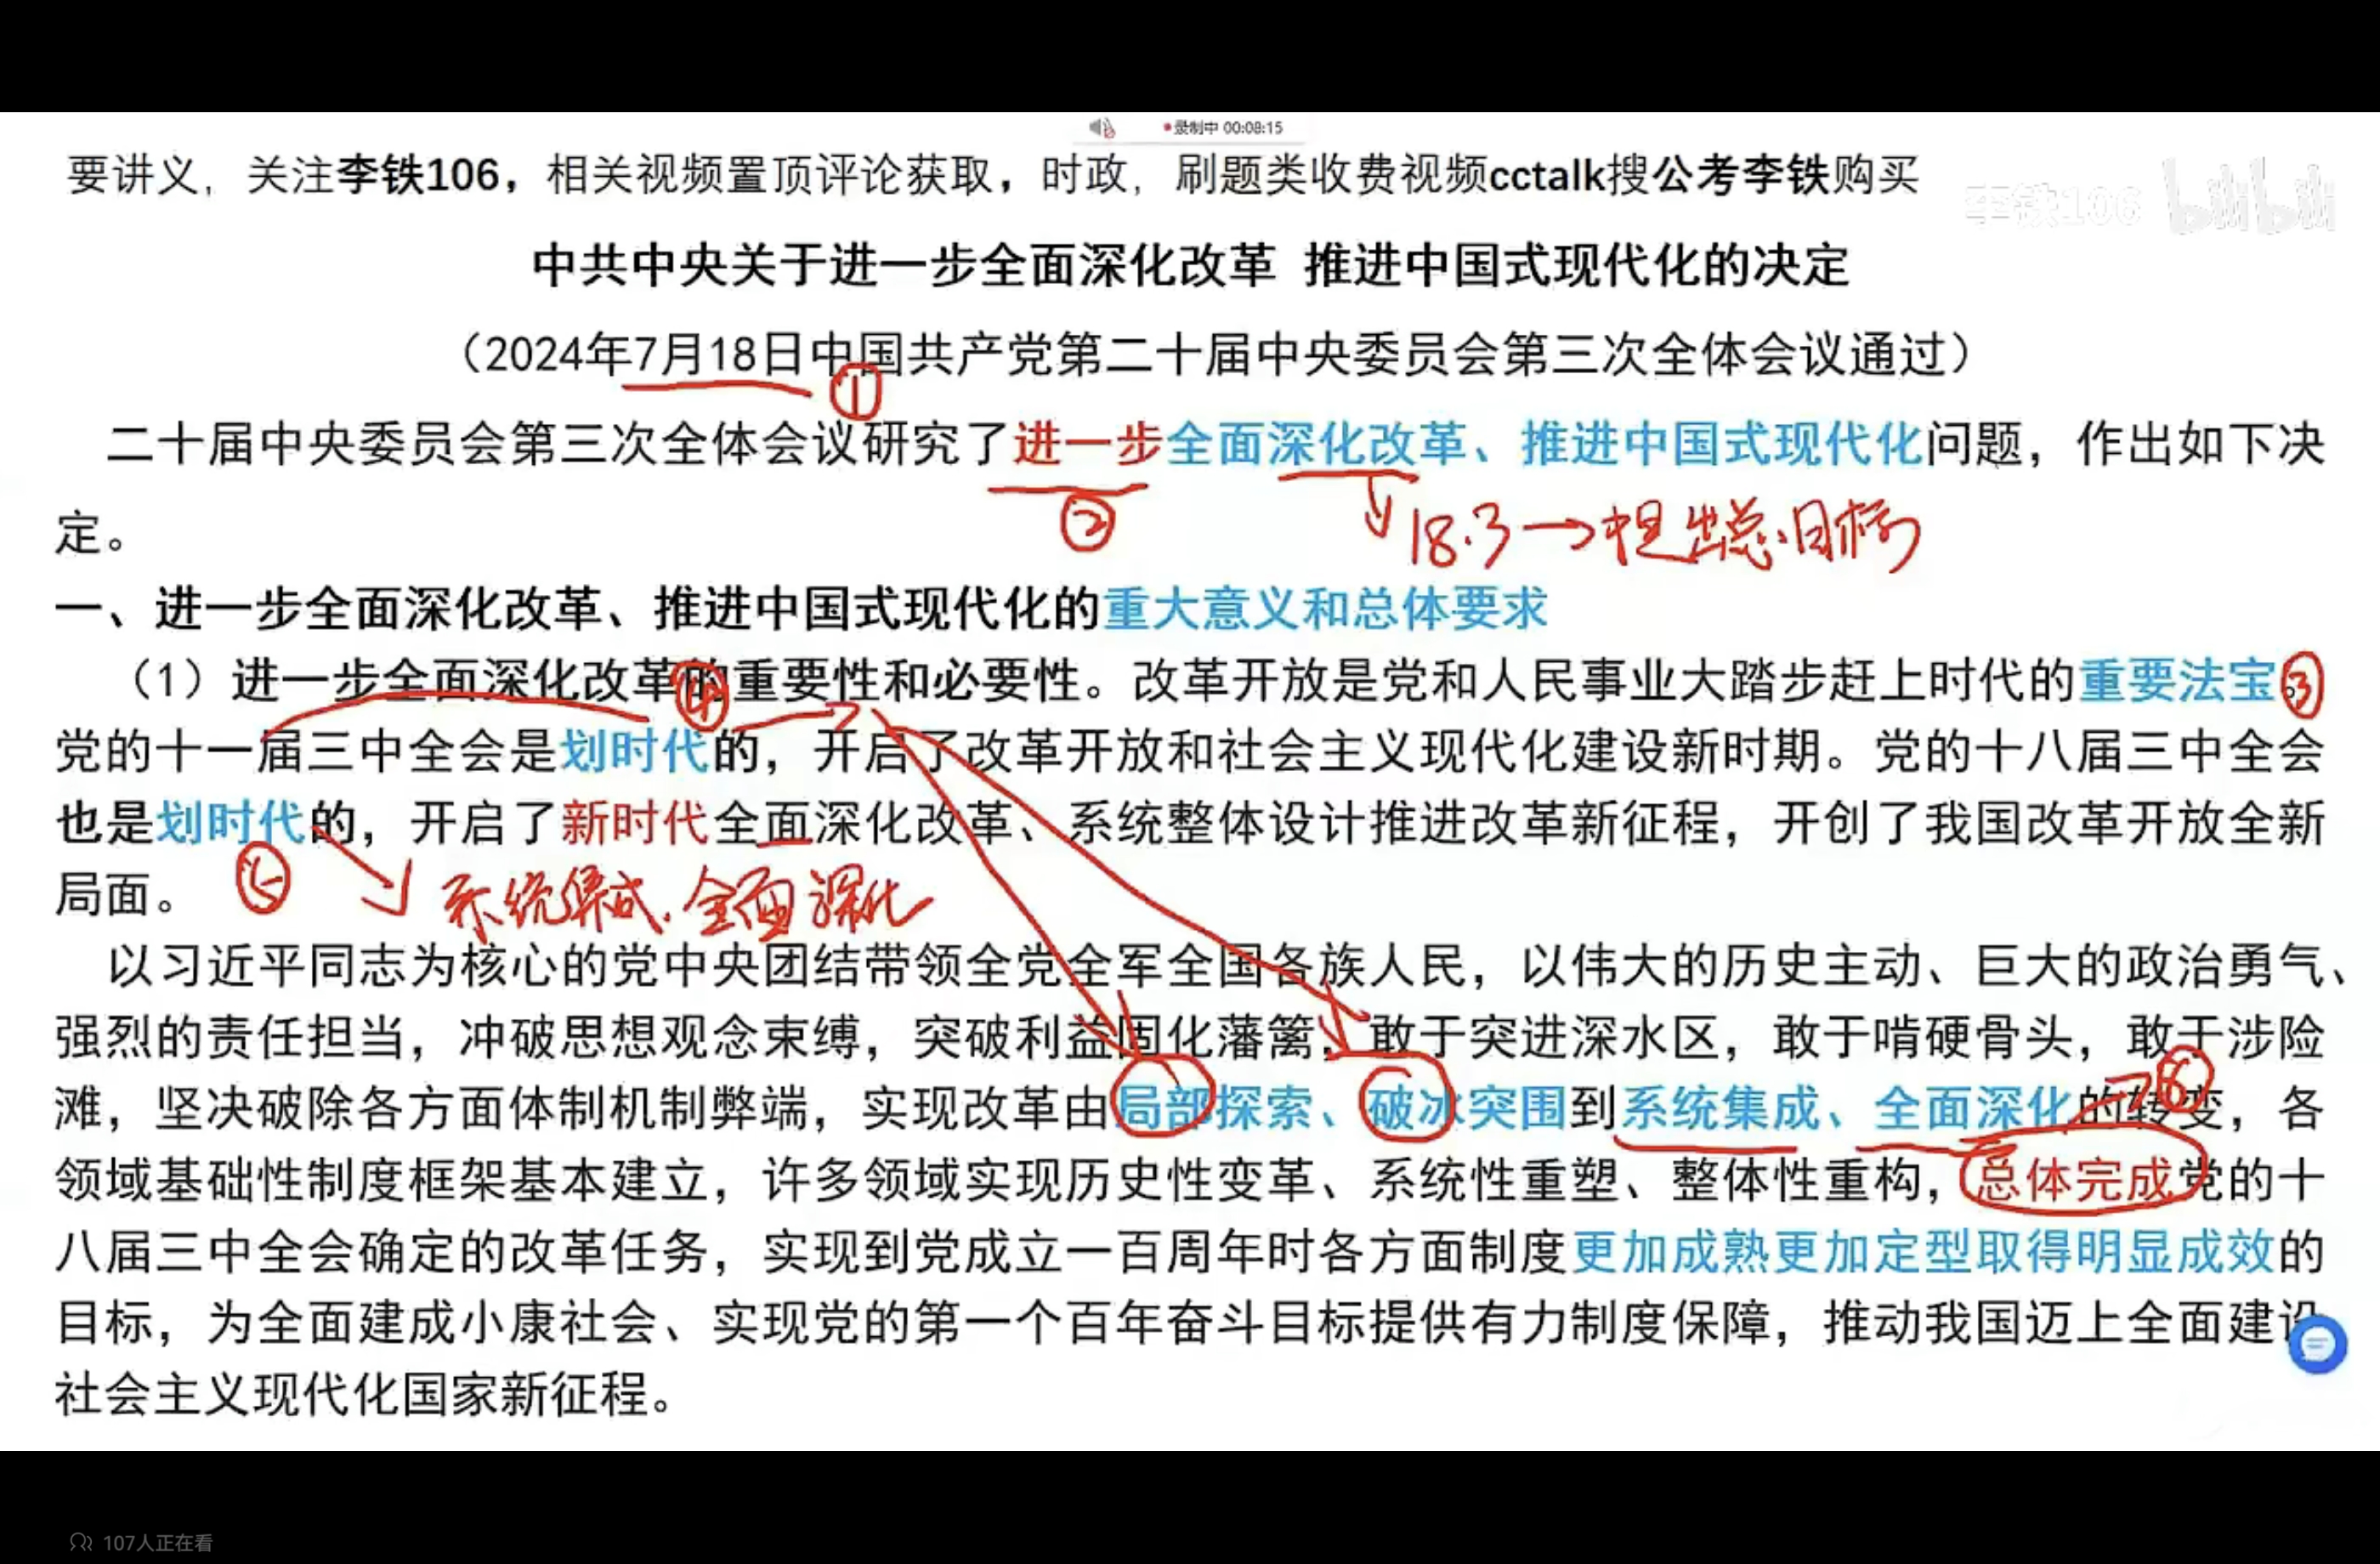 录制中 00:08:15
要讲义，关注李铁106，相关视频置顶评论获取，时政，刷题类收费视频cctalk搜公考李铁购买
李铁106 bilibili
中共中央关于进一步全面深化改革 推进中国式现代化的决定
（2024年7月18日中国共产党第二十届中央委员会第三次全体会议通过）
①
二十届中央委员会第三次全体会议研究了进一步全面深化改革、推进中国式现代化问题，作出如下决
②
18.3→提出总目标
定。
一、进一步全面深化改革、推进中国式现代化的重大意义和总体要求
（1）进一步全面深化改革的重要性和必要性。改革开放是党和人民事业大踏步赶上时代的重要法宝。
③
④
党的十一届三中全会是划时代的，开启了改革开放和社会主义现代化建设新时期。党的十八届三中全会
也是划时代的，开启了新时代全面深化改革、系统整体设计推进改革新征程，开创了我国改革开放全新
局面。
⑤
系统集成、全面深化
以习近平同志为核心的党中央团结带领全党全军全国各族人民，以伟大的历史主动、巨大的政治勇气、
强烈的责任担当，冲破思想观念束缚，突破利益固化藩篱，敢于突进深水区，敢于啃硬骨头，敢于涉险
⑥
滩，坚决破除各方面体制机制弊端，实现改革由局部探索、破冰突围到系统集成、全面深化的转变，各
领域基础性制度框架基本建立，许多领域实现历史性变革、系统性重塑、整体性重构，总体完成党的十
八届三中全会确定的改革任务，实现到党成立一百周年时各方面制度更加成熟更加定型取得明显成效的
目标，为全面建成小康社会、实现党的第一个百年奋斗目标提供有力制度保障，推动我国迈上全面建设
社会主义现代化国家新征程。
107人正在看